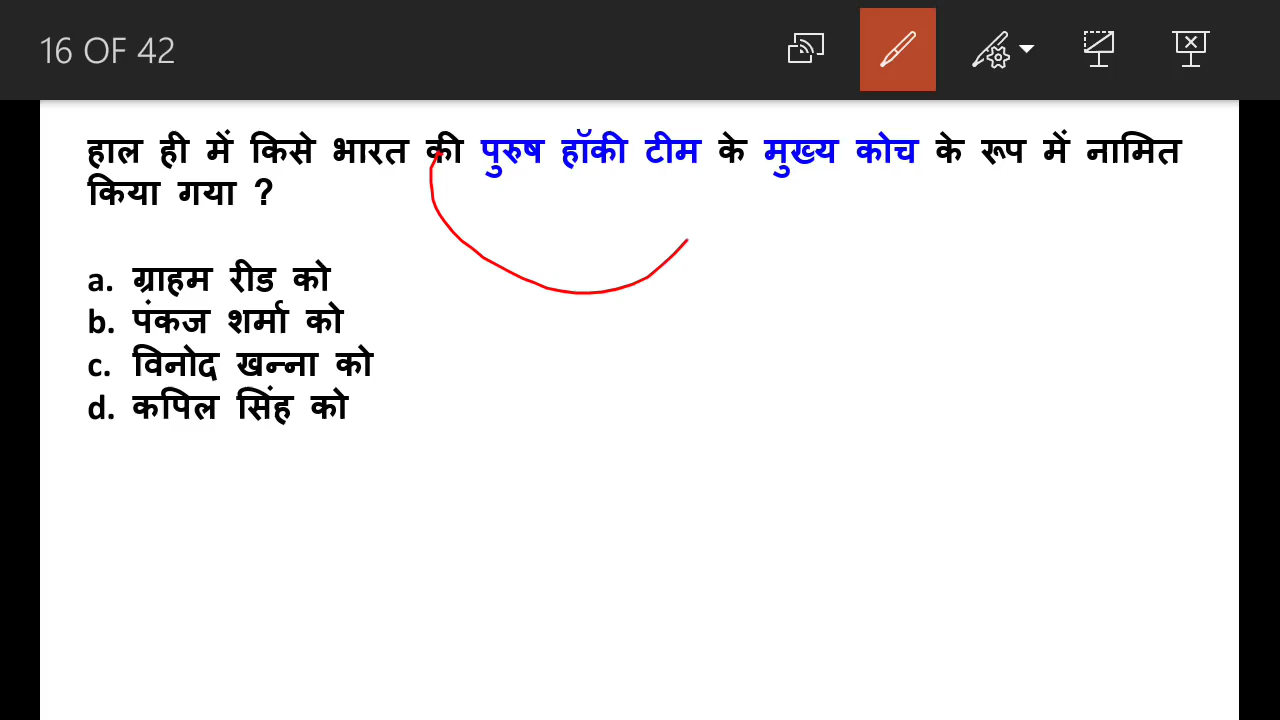 16 OF 42
हाल ही में किसे भारत की पुरुष हॉकी टीम के मुख्य कोच के रूप में नामित
किया गया ?
a. ग्राहम रीड को
b. पंकज शर्मा को
c. विनोद खन्ना को
d. कपिल सिंह को